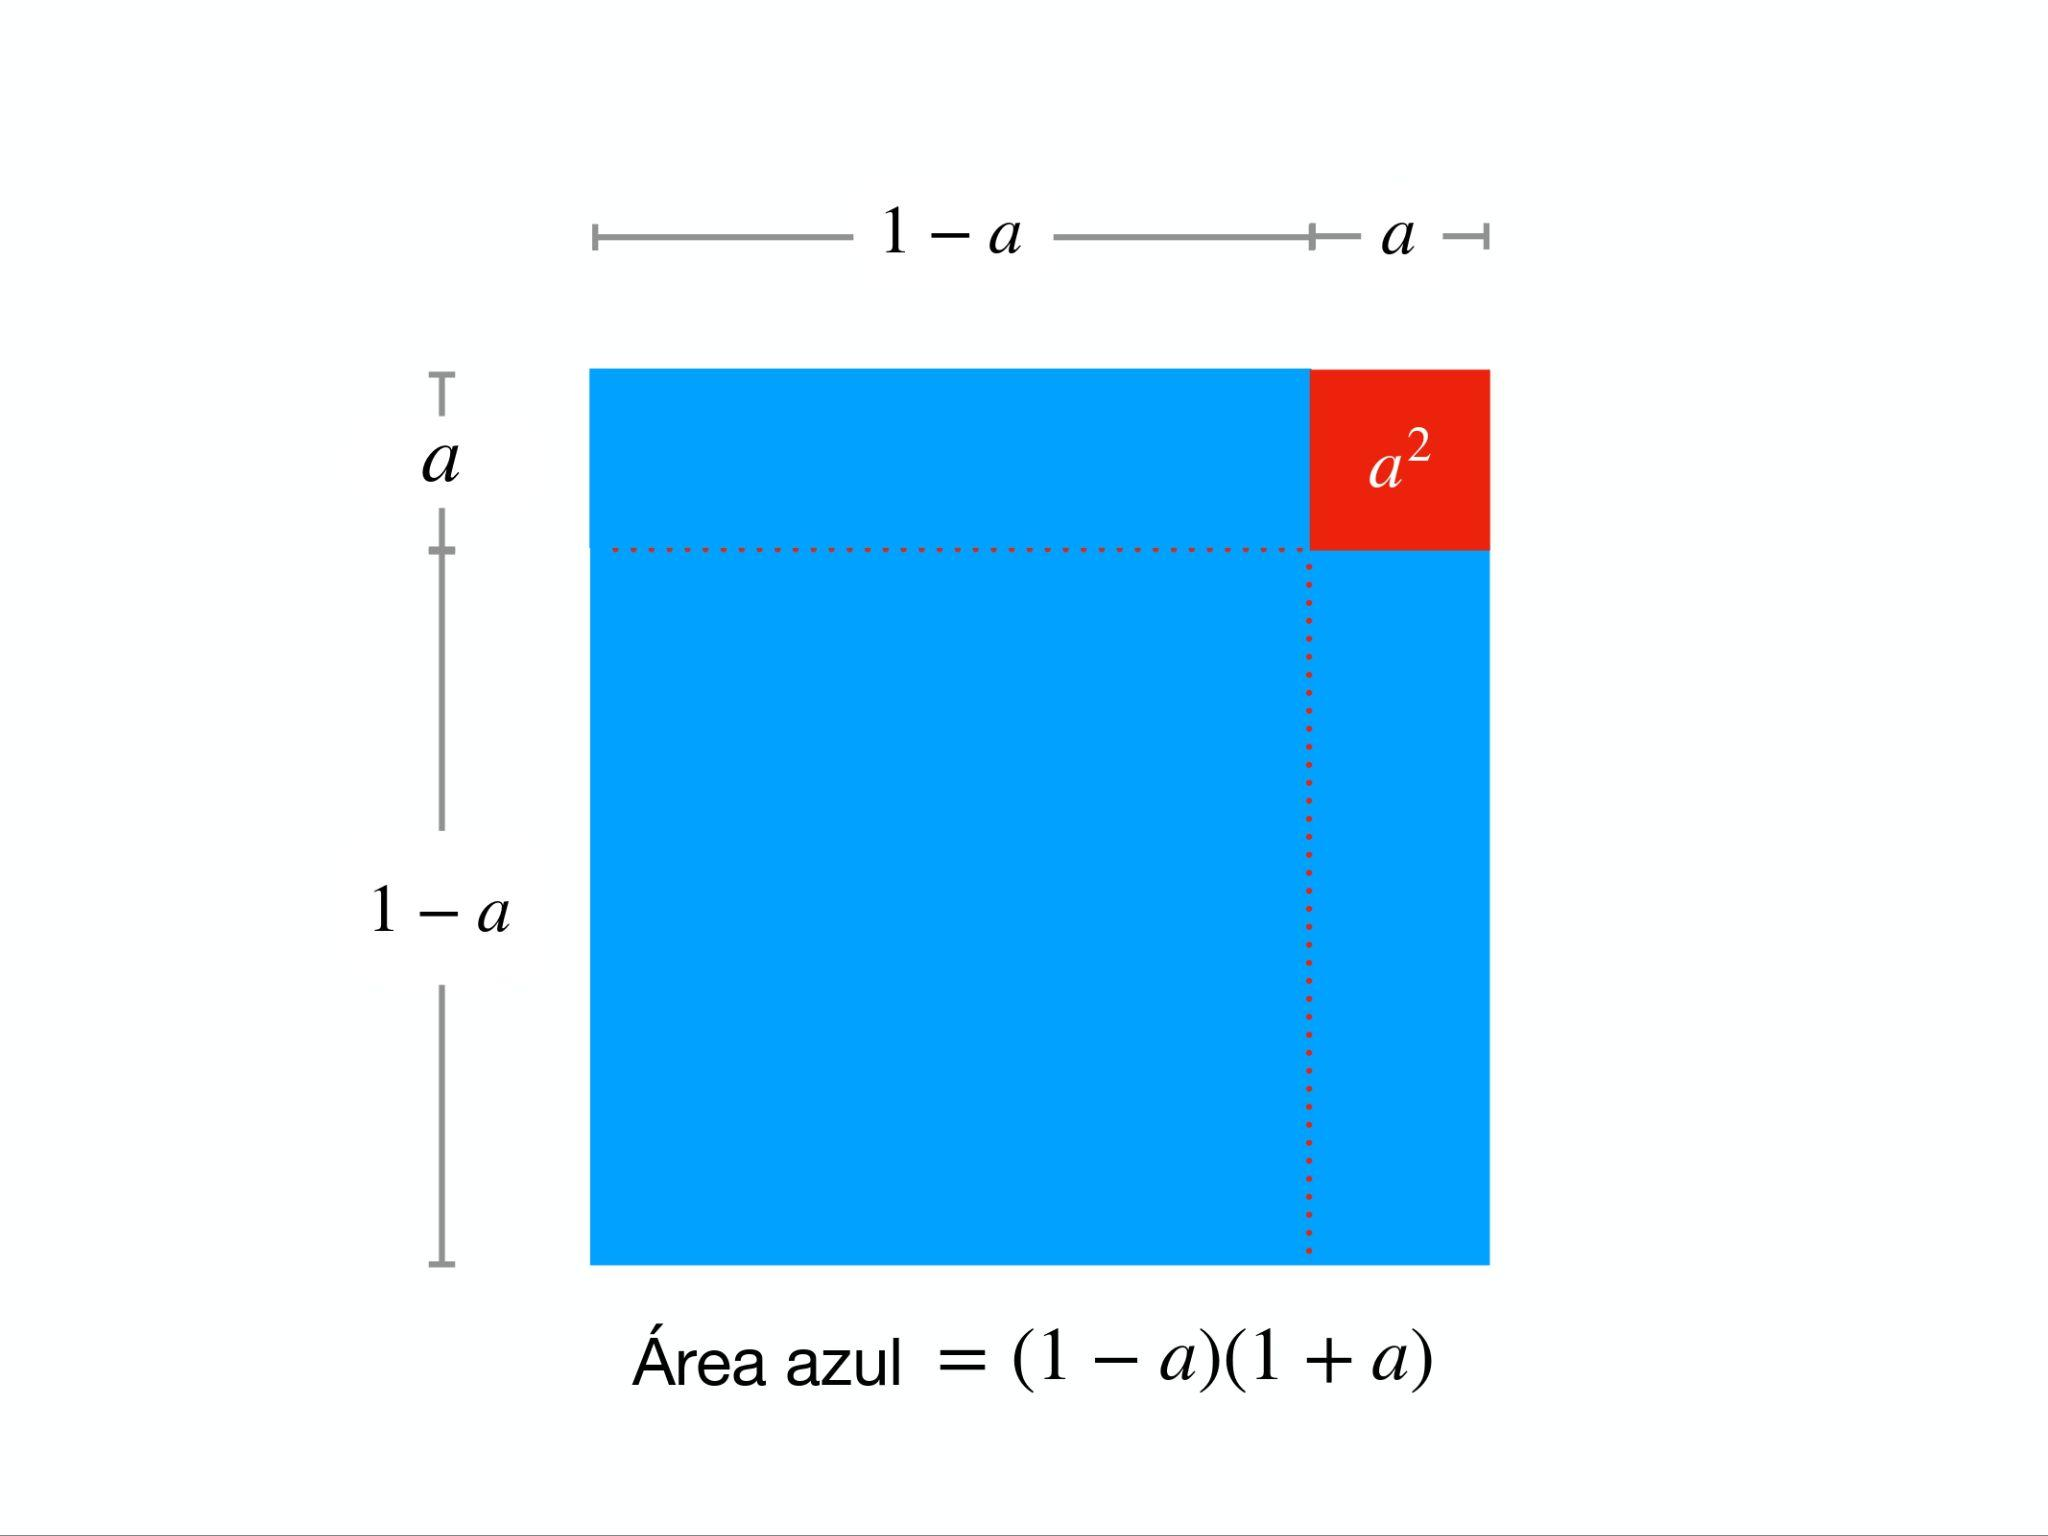 1 − a
a
a
a²
1 − a
Área azul = (1 − a)(1 + a)